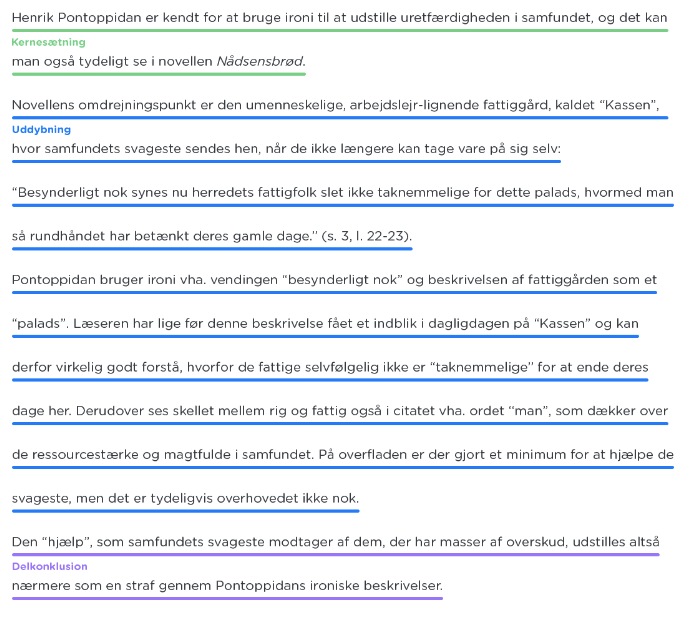 Henrik Pontoppidan er kendt for at bruge ironi til at udstille uretfærdigheden i samfundet, og det kan
Kernesætning
man også tydeligt se i novellen Nådsensbrød.
Novellens omdrejningspunkt er den umenneskelige, arbejdslejr-lignende fattiggård, kaldet “Kassen”,
Uddybning
hvor samfundets svageste sendes hen, når de ikke længere kan tage vare på sig selv:
“Besynderligt nok synes nu herredets fattigfolk slet ikke taknemmelige for dette palads, hvormed man
så rundhåndet har betænkt deres gamle dage.” (s. 3, l. 22-23).
Pontoppidan bruger ironi vha. vendingen “besynderligt nok” og beskrivelsen af fattiggården som et
“palads”. Læseren har lige før denne beskrivelse fået et indblik i dagligdagen på “Kassen” og kan
derfor virkelig godt forstå, hvorfor de fattige selvfølgelig ikke er “taknemmelige” for at ende deres
dage her. Derudover ses skellet mellem rig og fattig også i citatet vha. ordet “man”, som dækker over
de ressourcestærke og magtfulde i samfundet. På overfladen er der gjort et minimum for at hjælpe de
svageste, men det er tydeligvis overhovedet ikke nok.
Den “hjælp”, som samfundets svageste modtager af dem, der har masser af overskud, udstilles altså
Delkonklusion
nærmere som en straf gennem Pontoppidans ironiske beskrivelser.